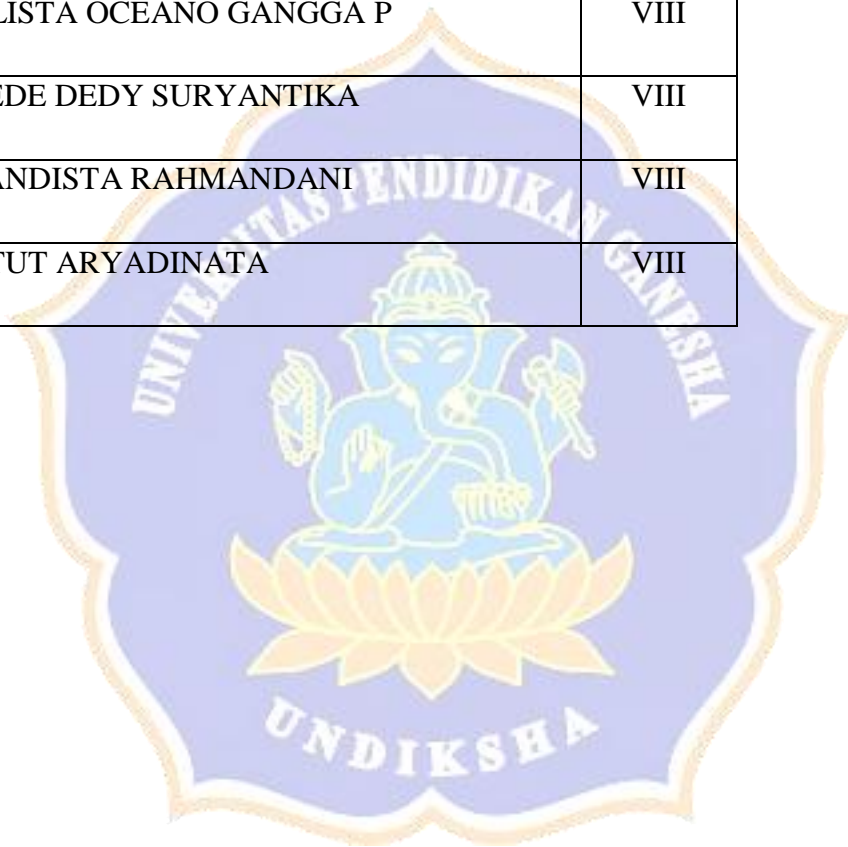 LISTA OCEANO GANGGA P VIII
EDE DEDY SURYANTIKA VIII
ANDISTA RAHMANDANI VIII
TUT ARYADINATA VIII
UNIVERSITAS PENDIDIKAN GANESHA
UNDIKSHA